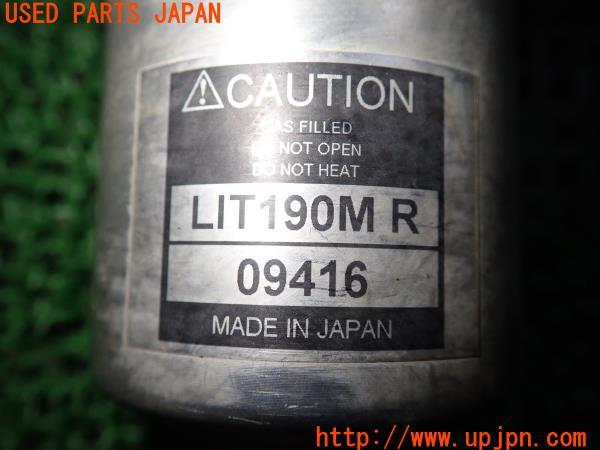 USED PARTS JAPAN
CAUTION
GAS FILLED
DO NOT OPEN
DO NOT HEAT
LIT190M R
09416
MADE IN JAPAN
http://www.upjpn.com/